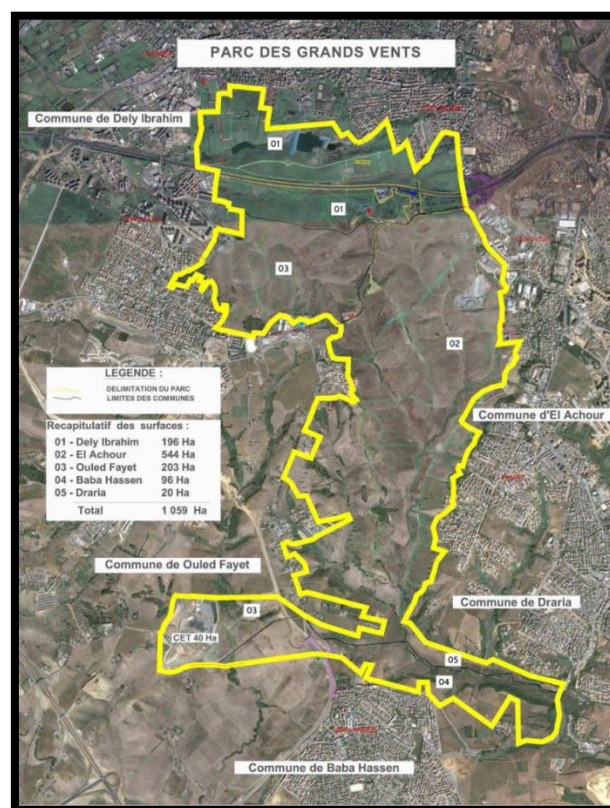 PARC DES GRANDS VENTS
Commune de Dely Ibrahim
01
01
03
02
LEGENDE :
DELIMITATION DU PARC
LIMITES DES COMMUNES
Recapitulatif des surfaces :
01 - Dely Ibrahim 196 Ha
02 - El Achour 544 Ha
03 - Ouled Fayet 203 Ha
04 - Baba Hassen 96 Ha
05 - Draria 20 Ha
Total 1 059 Ha
Commune d'El Achour
Commune de Ouled Fayet
03
CET 40 Ha
Commune de Draria
05
04
Commune de Baba Hassen